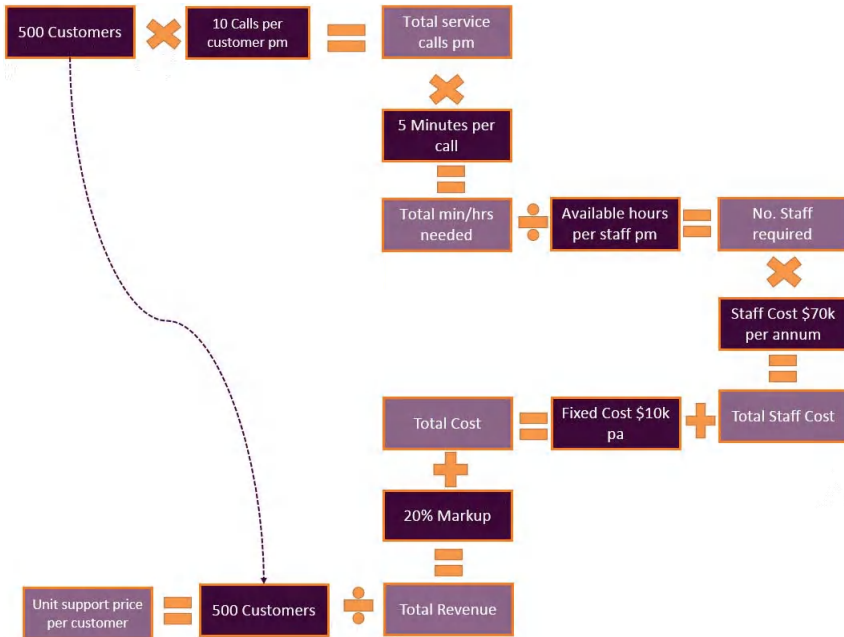 500 Customers
10 Calls per
customer pm
Total service
calls pm
5 Minutes per
call
Total min/hrs
needed
Available hours
per staff pm
No. Staff
required
Staff Cost $70k
per annum
Total Cost
Fixed Cost $10k
pa
Total Staff Cost
20% Markup
Unit support price
per customer
500 Customers
Total Revenue